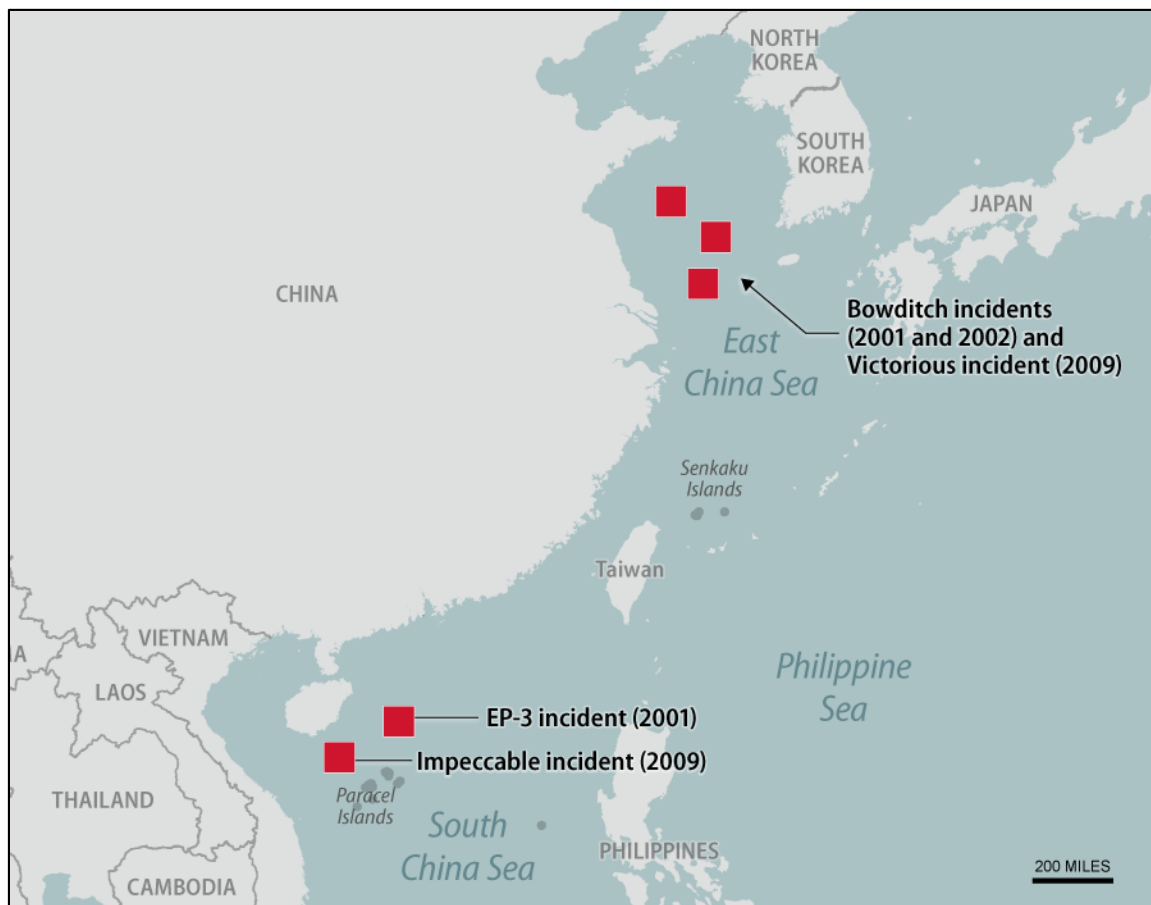 NORTH
KOREA
SOUTH
KOREA
JAPAN
CHINA
Bowditch incidents
(2001 and 2002) and
Victorious incident (2009)
East
China Sea
Senkaku
Islands
Taiwan
VIETNAM
MA
LAOS
Philippine
Sea
EP-3 incident (2001)
Impeccable incident (2009)
Paracel
Islands
THAILAND
South
China Sea
PHILIPPINES
CAMBODIA
200 MILES